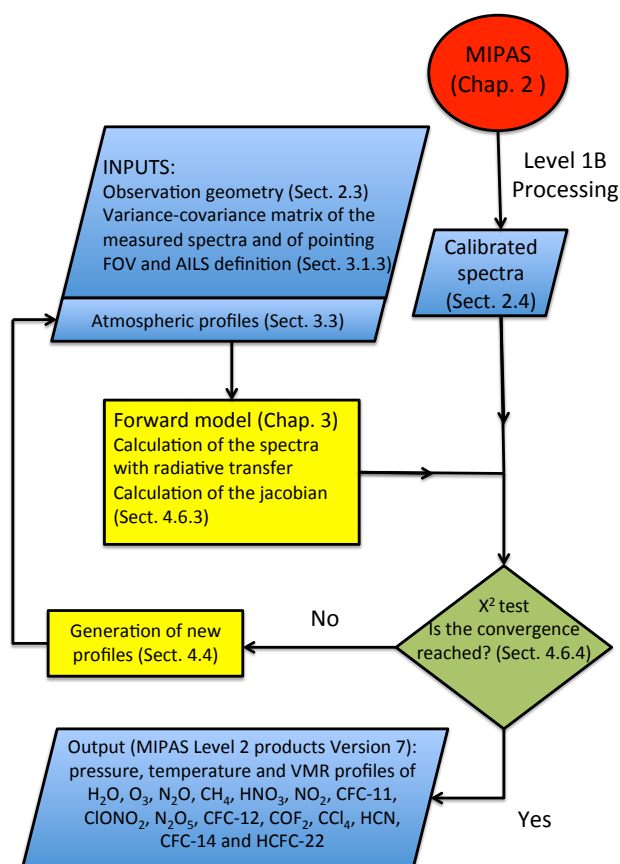 MIPAS
(Chap. 2 )
Level 1B
Processing
INPUTS:
Observation geometry (Sect. 2.3)
Variance-covariance matrix of the
measured spectra and of pointing
FOV and AILS definition (Sect. 3.1.3)
Atmospheric profiles (Sect. 3.3)
Calibrated
spectra
(Sect. 2.4)
Forward model (Chap. 3)
Calculation of the spectra
with radiative transfer
Calculation of the jacobian
(Sect. 4.6.3)
X² test
Is the convergence
reached? (Sect. 4.6.4)
No
Generation of new
profiles (Sect. 4.4)
Yes
Output (MIPAS Level 2 products Version 7):
pressure, temperature and VMR profiles of
H₂O, O₃, N₂O, CH₄, HNO₃, NO₂, CFC-11,
ClONO₂, N₂O₅, CFC-12, COF₂, CCl₄, HCN,
CFC-14 and HCFC-22